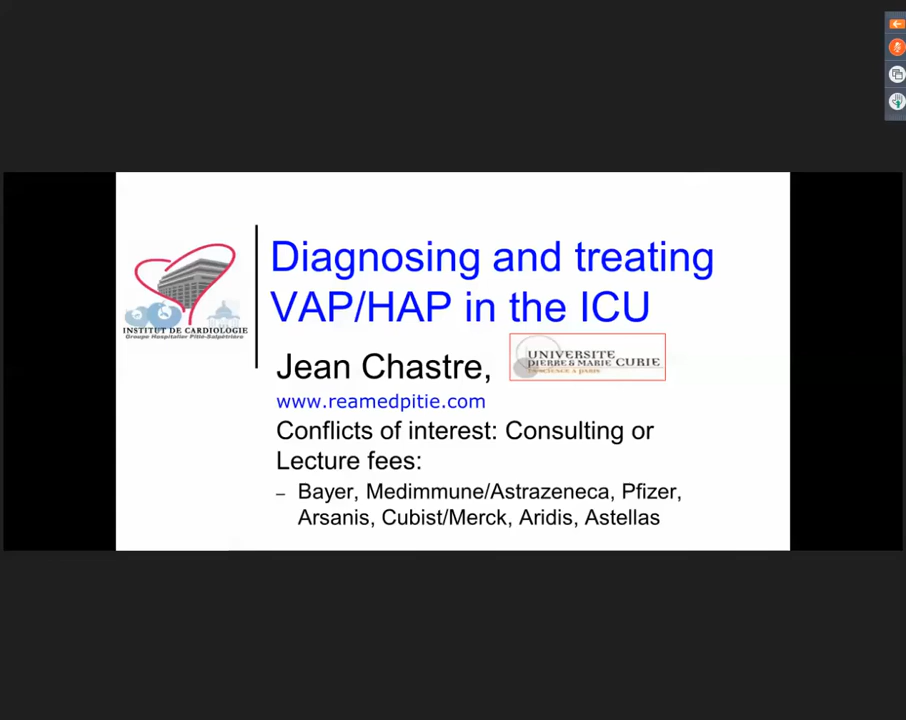 Diagnosing and treating
VAP/HAP in the ICU
INSTITUT DE CARDIOLOGIE
Groupe Hospitalier Pitié-Salpêtrière
Jean Chastre,
UNIVERSITE
PIERRE & MARIE CURIE
www.reamedpitie.com
Conflicts of interest: Consulting or
Lecture fees:
– Bayer, Medimmune/Astrazeneca, Pfizer,
Arsanis, Cubist/Merck, Aridis, Astellas